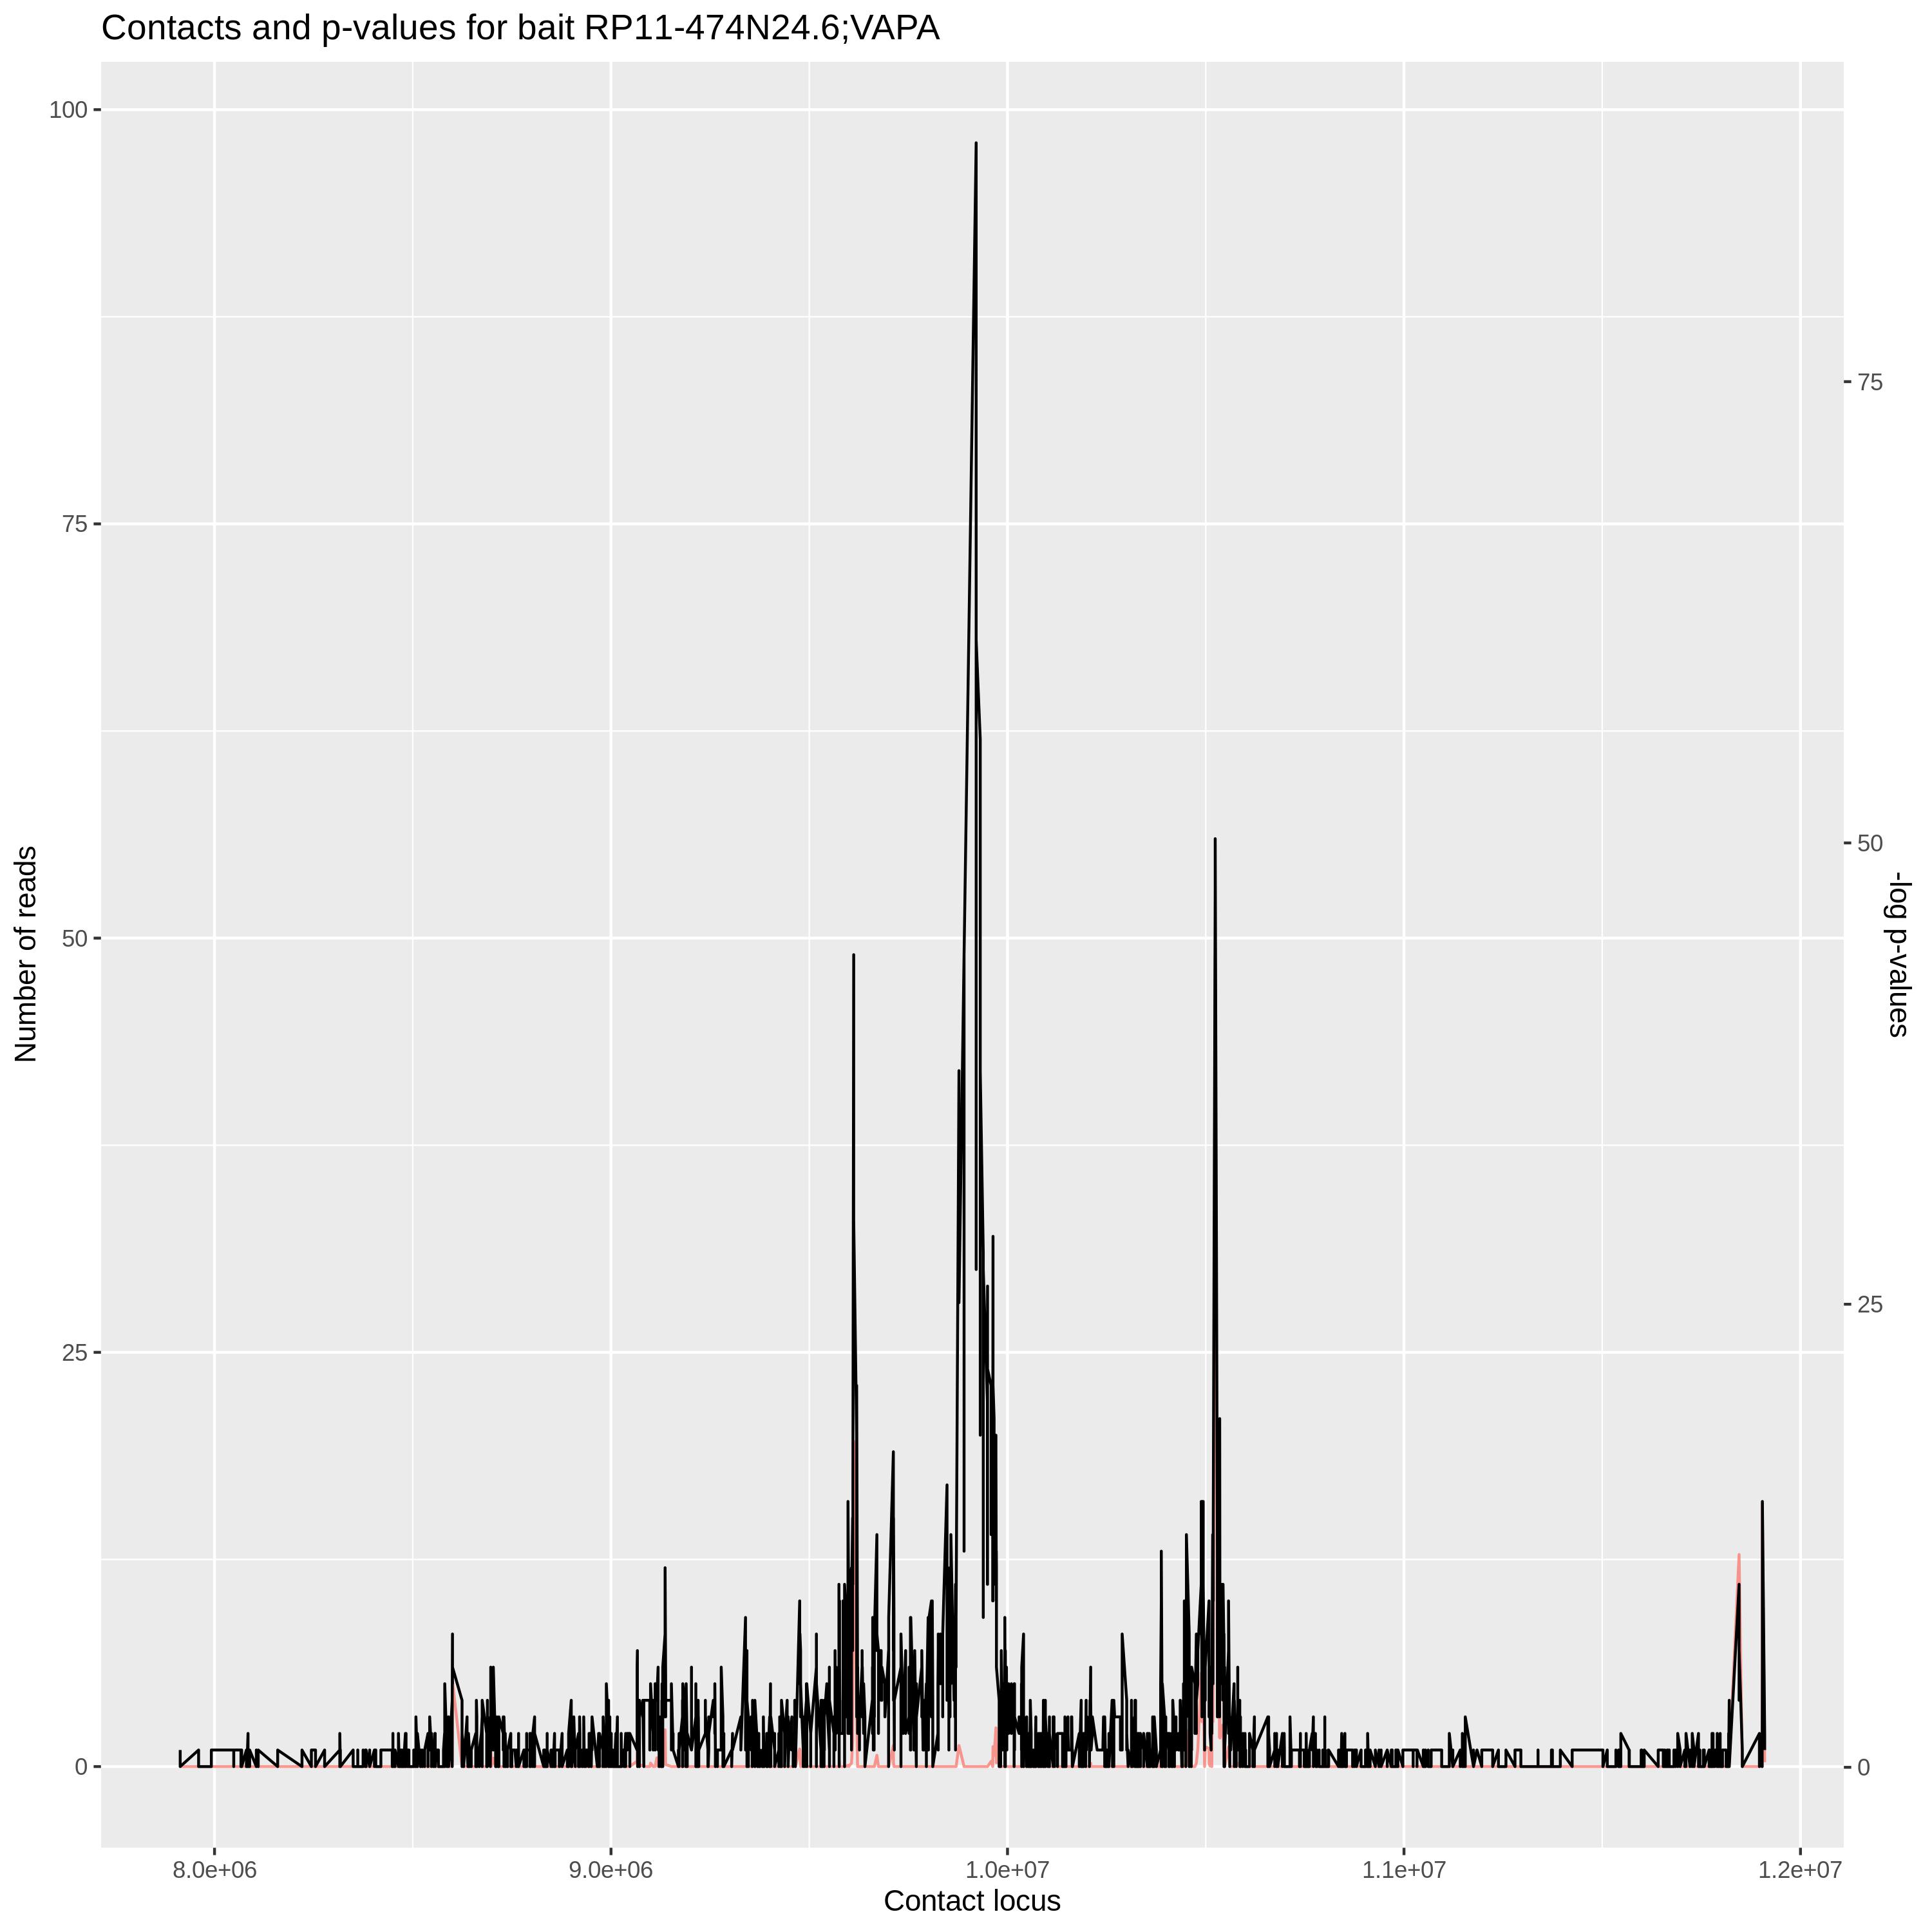 Contacts and p-values for bait RP11-474N24.6;VAPA
100
75
50
25
0
Number of reads
75
50
25
0
-log p-values
8.0e+06 9.0e+06 1.0e+07 1.1e+07 1.2e+07
Contact locus